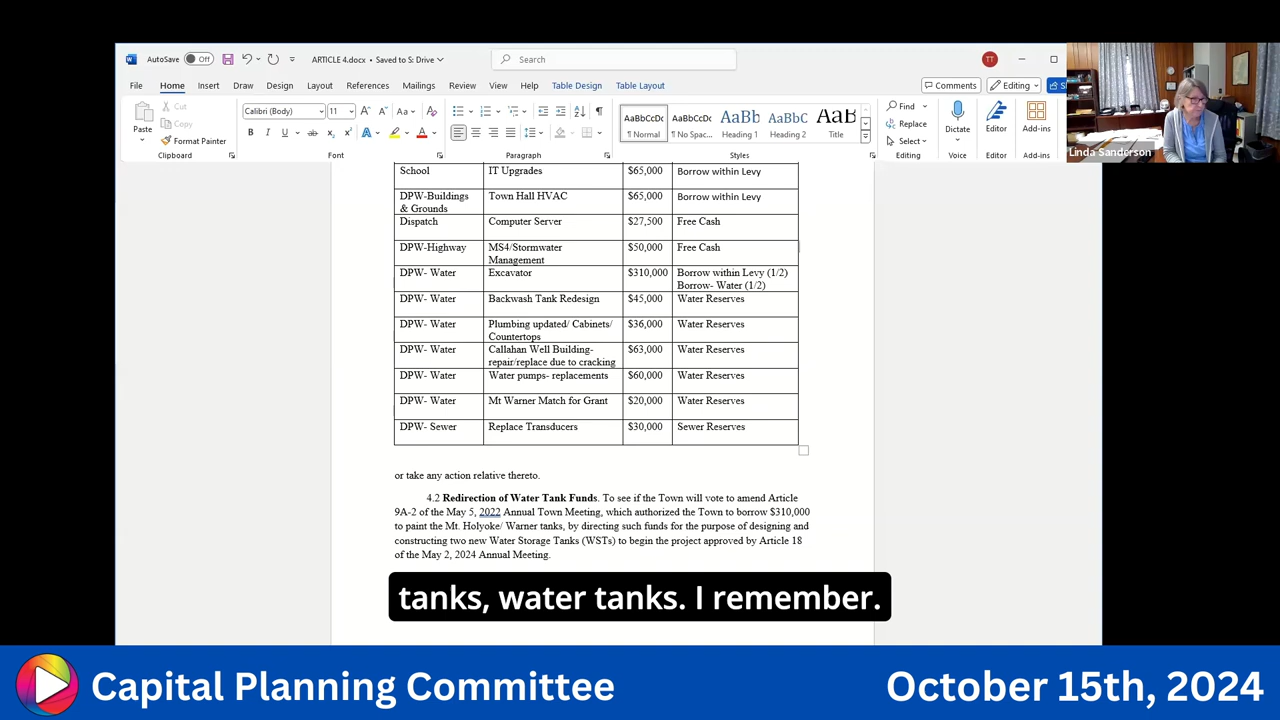 AutoSave Off ARTICLE 4.docx • Saved to S: Drive Search TT
File Home Insert Draw Design Layout References Mailings Review View Help Table Design Table Layout Comments Editing
Paste Cut Copy Format Painter Clipboard
Calibri (Body) 11 Font
Paragraph
AaBbCcDc ¶ Normal AaBbCcDc ¶ No Spac... AaBb Heading 1 AaBbC Heading 2 AaB Title Styles
Find Replace Select Editing
Dictate Voice
Editor Editor
Add-ins Add-ins
Linda Sanderson
School IT Upgrades $65,000 Borrow within Levy
DPW-Buildings Town Hall HVAC $65,000 Borrow within Levy
& Grounds
Dispatch Computer Server $27,500 Free Cash
DPW-Highway MS4/Stormwater $50,000 Free Cash
Management
DPW- Water Excavator $310,000 Borrow within Levy (1/2)
Borrow- Water (1/2)
DPW- Water Backwash Tank Redesign $45,000 Water Reserves
DPW- Water Plumbing updated/ Cabinets/ $36,000 Water Reserves
Countertops
DPW- Water Callahan Well Building- $63,000 Water Reserves
repair/replace due to cracking
DPW- Water Water pumps- replacements $60,000 Water Reserves
DPW- Water Mt Warner Match for Grant $20,000 Water Reserves
DPW- Sewer Replace Transducers $30,000 Sewer Reserves
or take any action relative thereto.
4.2 Redirection of Water Tank Funds. To see if the Town will vote to amend Article
9A-2 of the May 5, 2022 Annual Town Meeting, which authorized the Town to borrow $310,000
to paint the Mt. Holyoke/ Warner tanks, by directing such funds for the purpose of designing and
constructing two new Water Storage Tanks (WSTs) to begin the project approved by Article 18
of the May 2, 2024 Annual Meeting.
tanks, water tanks. I remember.
Capital Planning Committee October 15th, 2024